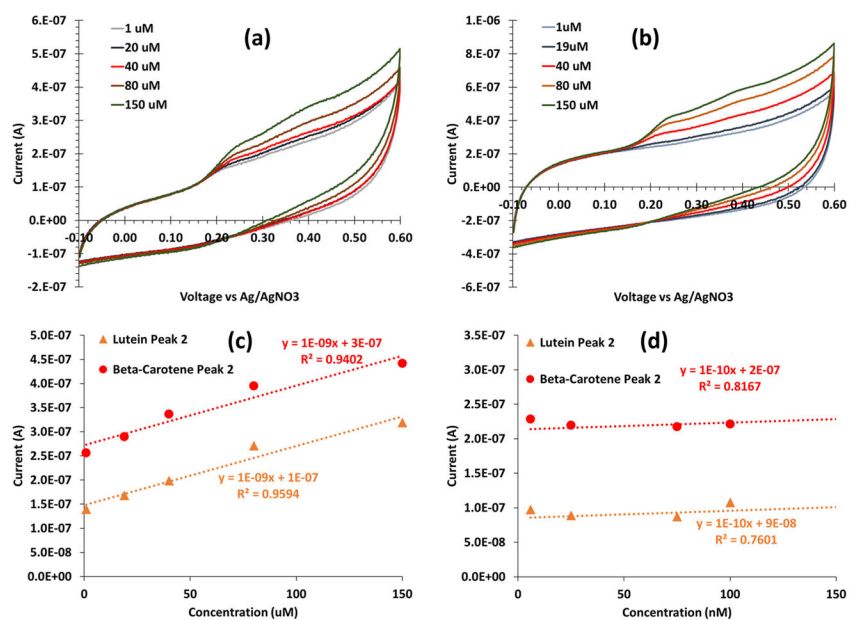 (a)
6.E-07
5.E-07
4.E-07
3.E-07
2.E-07
1.E-07
0.E+00
-1.E-07
-2.E-07
Current (A)
1 uM
20 uM
40 uM
80 uM
150 uM
-0.10 0.00 0.10 0.20 0.30 0.40 0.50 0.60
Voltage vs Ag/AgNO3
(b)
1.E-06
8.E-07
6.E-07
4.E-07
2.E-07
0.E+00
-2.E-07
-4.E-07
-6.E-07
Current (A)
1uM
19uM
40 uM
80 uM
150 uM
-0.10 0.00 0.10 0.20 0.30 0.40 0.50 0.60
Voltage vs Ag/AgNO3
(c)
5.0E-07
4.5E-07
4.0E-07
3.5E-07
3.0E-07
2.5E-07
2.0E-07
1.5E-07
1.0E-07
5.0E-08
0.0E+00
Current (A)
Lutein Peak 2
Beta-Carotene Peak 2
y = 1E-09x + 3E-07
R² = 0.9402
y = 1E-09x + 1E-07
R² = 0.9594
0 50 100 150
Concentration (uM)
(d)
3.5E-07
3.0E-07
2.5E-07
2.0E-07
1.5E-07
1.0E-07
5.0E-08
0.0E+00
Current (A)
Lutein Peak 2
Beta-Carotene Peak 2
y = 1E-10x + 2E-07
R² = 0.8167
y = 1E-10x + 9E-08
R² = 0.7601
0 50 100 150
Concentration (nM)